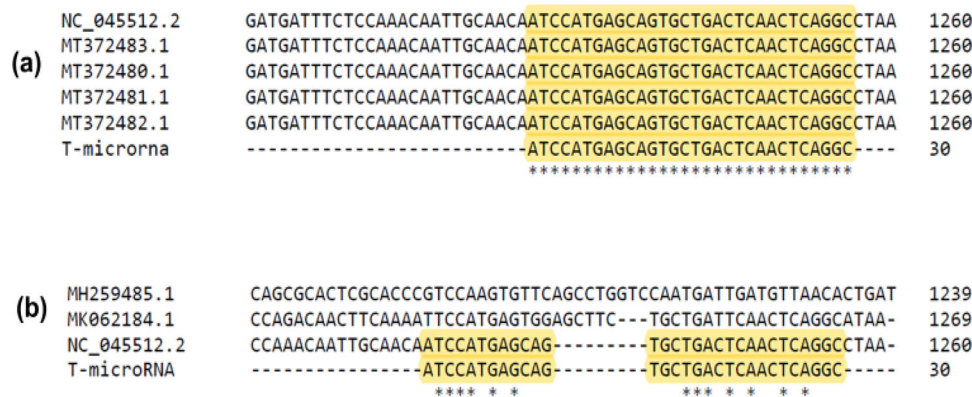 (a)
NC_045512.2 GATGATTTCTCCAAACAATTGCAACAATCCATGAGCAGTGCTGACTCAACTCAGGCCTAA 1260
MT372483.1 GATGATTTCTCCAAACAATTGCAACAATCCATGAGCAGTGCTGACTCAACTCAGGCCTAA 1260
MT372480.1 GATGATTTCTCCAAACAATTGCAACAATCCATGAGCAGTGCTGACTCAACTCAGGCCTAA 1260
MT372481.1 GATGATTTCTCCAAACAATTGCAACAATCCATGAGCAGTGCTGACTCAACTCAGGCCTAA 1260
MT372482.1 GATGATTTCTCCAAACAATTGCAACAATCCATGAGCAGTGCTGACTCAACTCAGGCCTAA 1260
T-microrna --------------------------ATCCATGAGCAGTGCTGACTCAACTCAGGC---- 30
******************************
(b)
MH259485.1 CAGCGCACTCGCACCCGTCCAAGTGTTCAGCCTGGTCCAATGATTGATGTTAACACTGAT 1239
MK062184.1 CCAGACAACTTCAAAATTCCATGAGTGGAGCTTC---TGCTGATTCAACTCAGGCATAA- 1269
NC_045512.2 CCAAACAATTGCAACAATCCATGAGCAG---------TGCTGACTCAACTCAGGCCTAA- 1260
T-microRNA ----------------ATCCATGAGCAG---------TGCTGACTCAACTCAGGC----- 30
**** * *               *** * *  * *